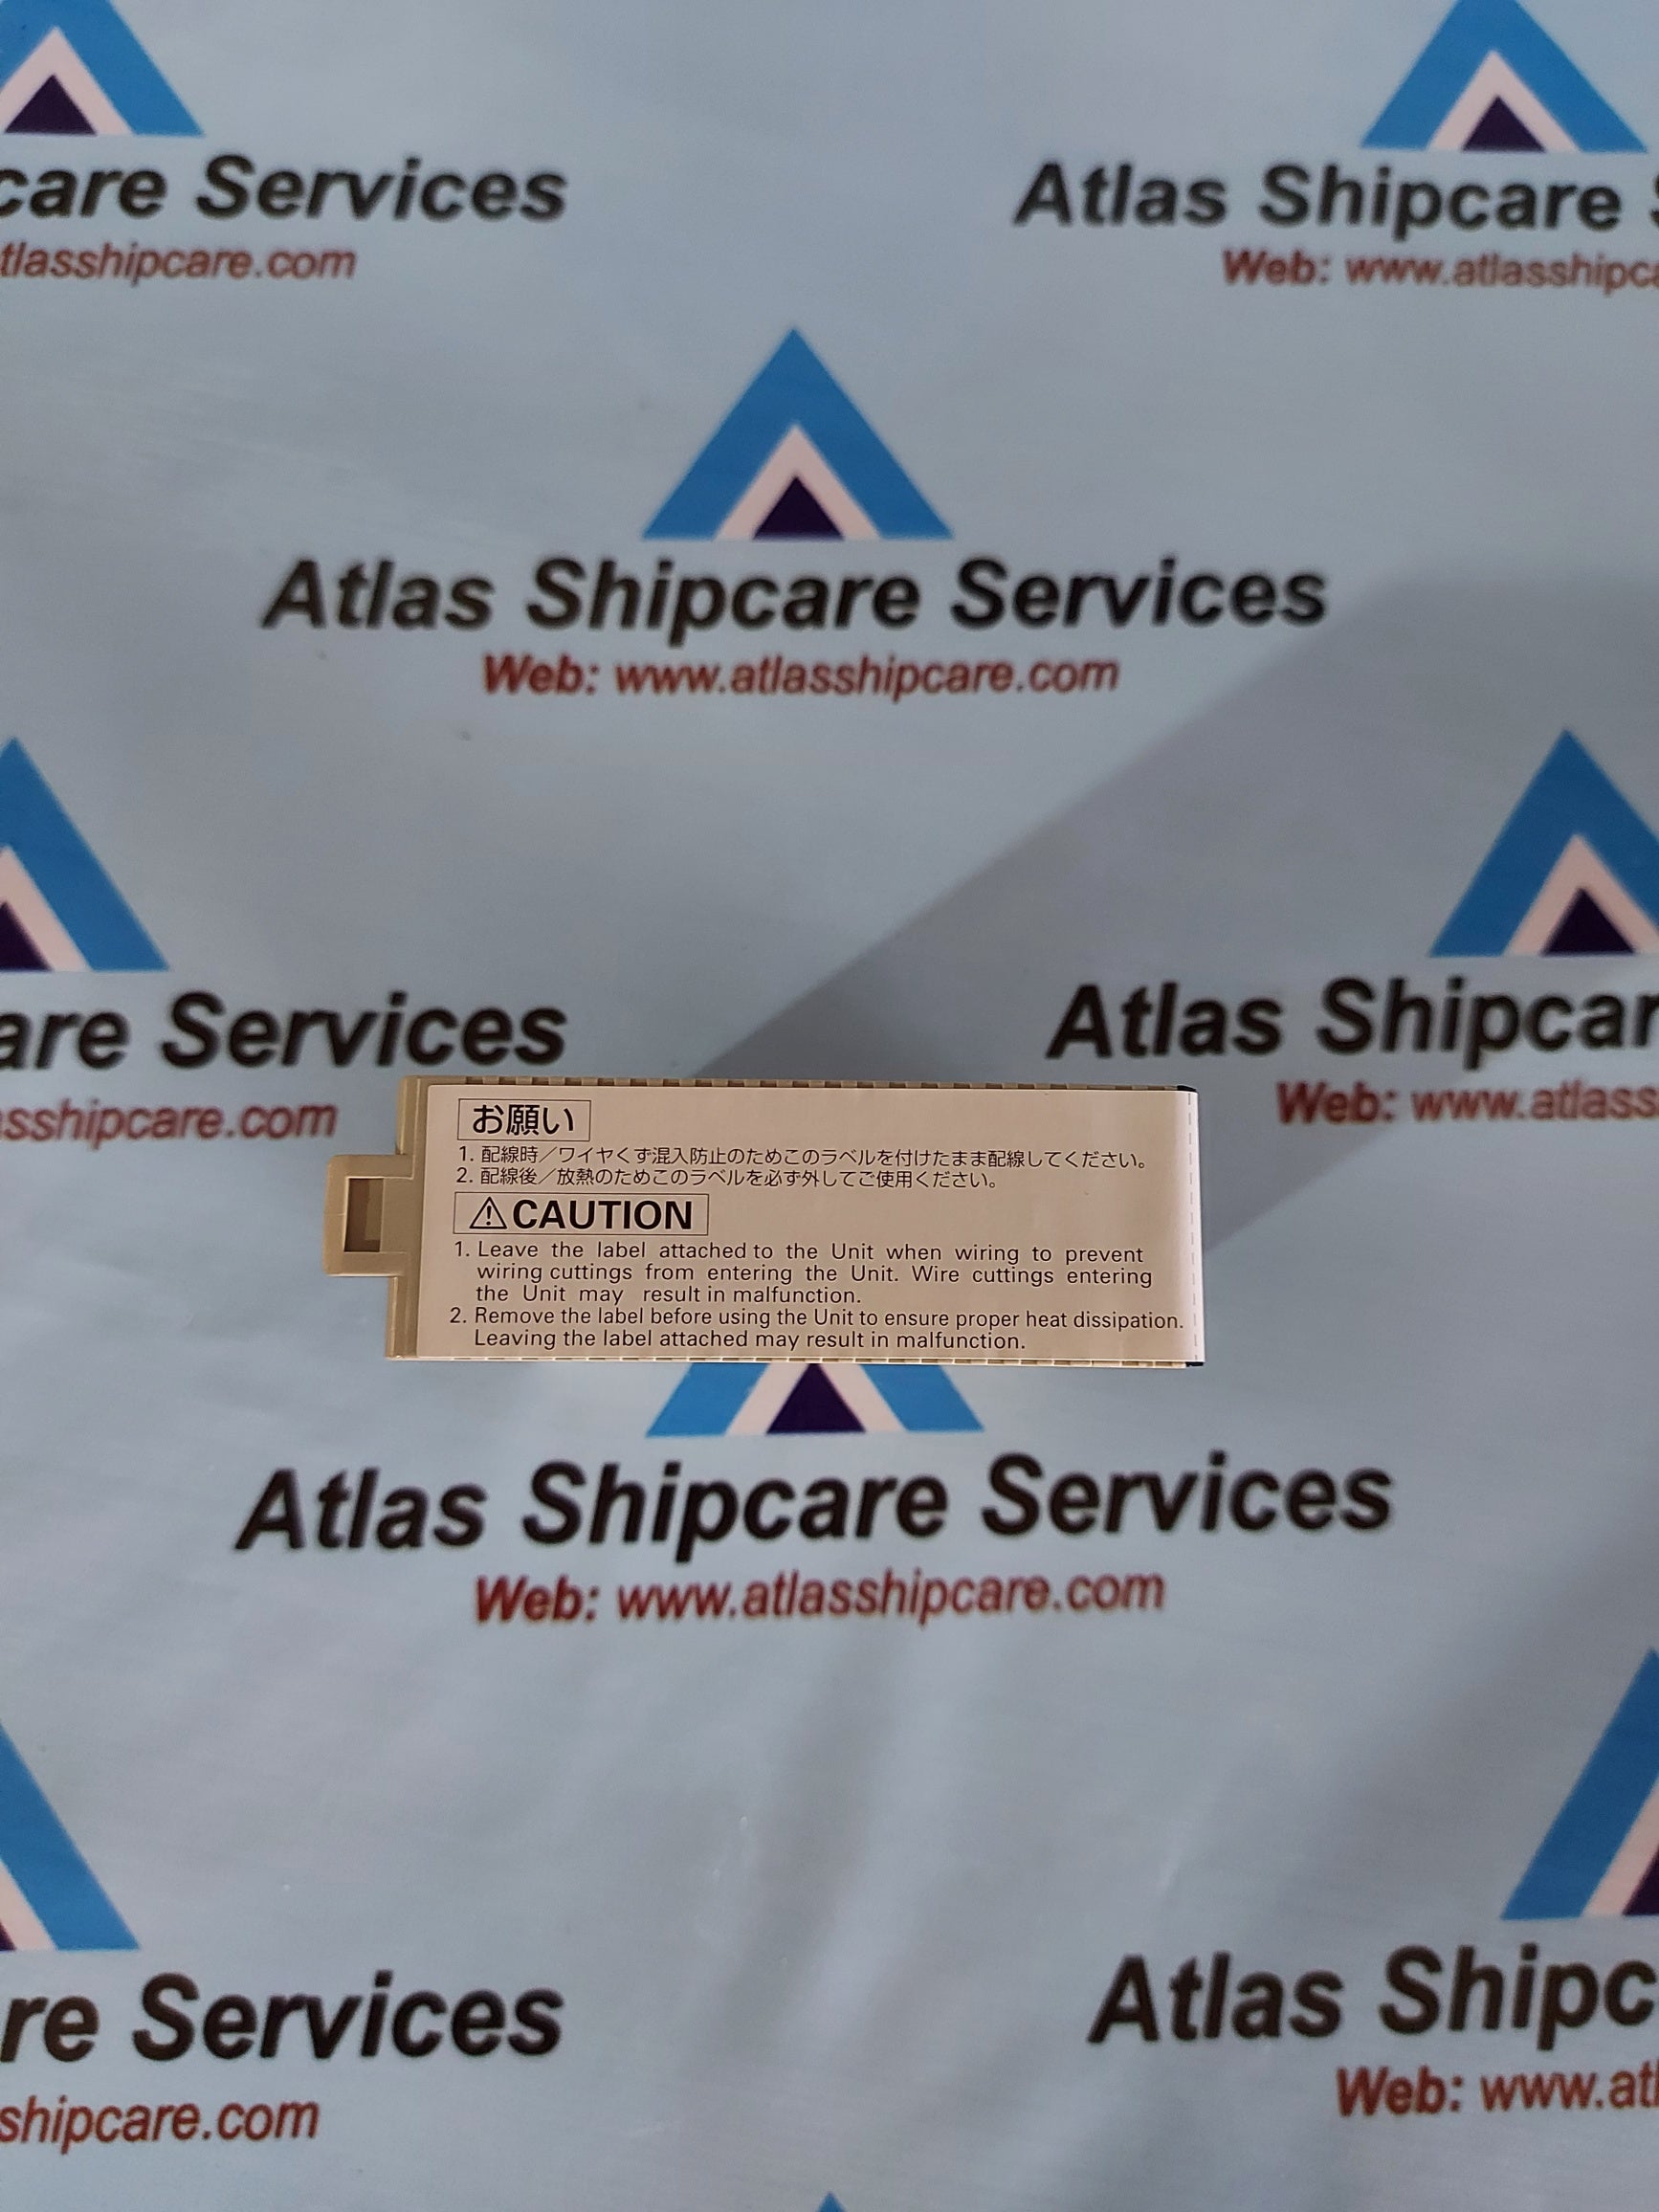 care Services
tlasshipcare.com
Atlas Shipcare S
Web: www.atlasshipca
Atlas Shipcare Services
Web: www.atlasshipcare.com
are Services
sshipcare.com
Atlas Shipcar
Web: www.atlass
お願い
1. 配線時／ワイヤくず混入防止のためこのラベルを付けたまま配線してください。
2. 配線後／放熱のためこのラベルを必ず外してご使用ください。
⚠CAUTION
1. Leave the label attached to the Unit when wiring to prevent
wiring cuttings from entering the Unit. Wire cuttings entering
the Unit may result in malfunction.
2. Remove the label before using the Unit to ensure proper heat dissipation.
Leaving the label attached may result in malfunction.
Atlas Shipcare Services
Web: www.atlasshipcare.com
re Services
shipcare.com
Atlas Shipc
Web: www.atl